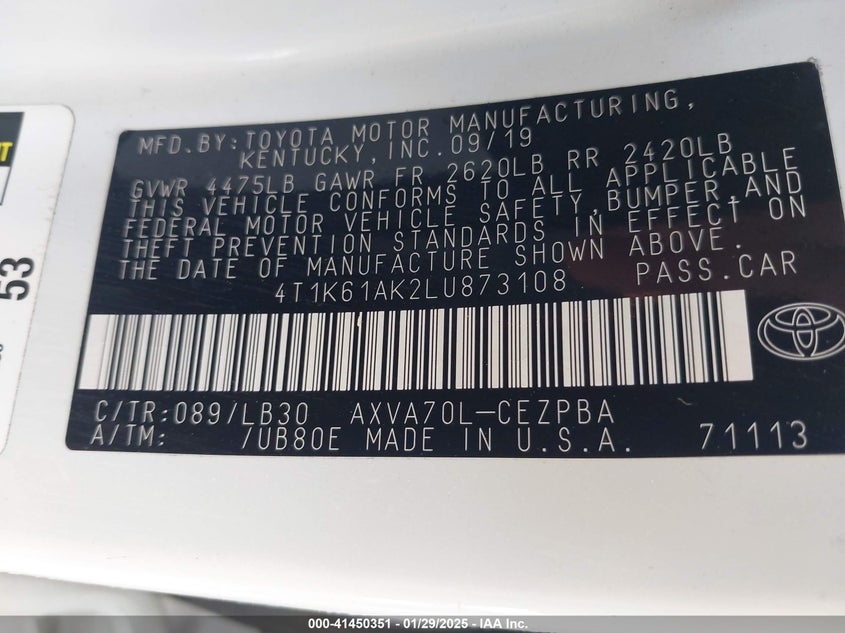 MFD. BY: TOYOTA MOTOR MANUFACTURING,
KENTUCKY, INC. 09/19
GVWR 4475LB GAWR FR 2620LB RR 2420LB
THIS VEHICLE CONFORMS TO ALL APPLICABLE
FEDERAL MOTOR VEHICLE SAFETY, BUMPER, AND
THEFT PREVENTION STANDARDS IN EFFECT ON
THE DATE OF MANUFACTURE SHOWN ABOVE.
4T1K61AK2LU873108 PASS. CAR
C/TR: 089/LB30 AXVA70L-CEZPBA
A/TM: /UB80E MADE IN U.S.A. 71113
53
000-41450351 | 01/29/2025 | IAA Inc.